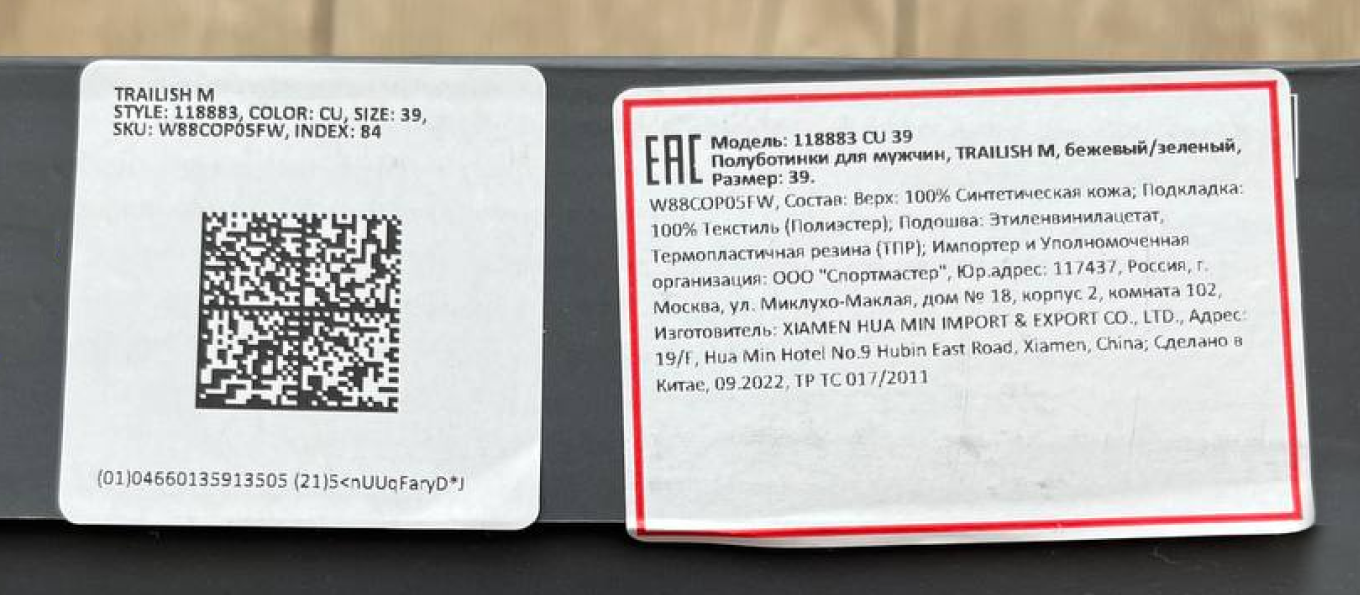 TRAILISH M
STYLE: 118883, COLOR: CU, SIZE: 39,
SKU: W88COP05FW, INDEX: 84
(01)04660135913505 (21)5<nUUqFaryD*J
EAC
Модель: 118883 CU 39
Полуботинки для мужчин, TRAILISH M, бежевый/зеленый,
Размер: 39.
W88COP05FW, Состав: Верх: 100% Синтетическая кожа; Подкладка:
100% Текстиль (Полиэстер); Подошва: Этиленвинилацетат,
Термопластичная резина (ТПР); Импортер и Уполномоченная
организация: ООО "Спортмастер", Юр.адрес: 117437, Россия, г.
Москва, ул. Миклухо-Маклая, дом № 18, корпус 2, комната 102,
Изготовитель: XIAMEN HUA MIN IMPORT & EXPORT CO., LTD., Адрес:
19/F, Hua Min Hotel No.9 Hubin East Road, Xiamen, China; Сделано в
Китае, 09.2022, ТР ТС 017/2011